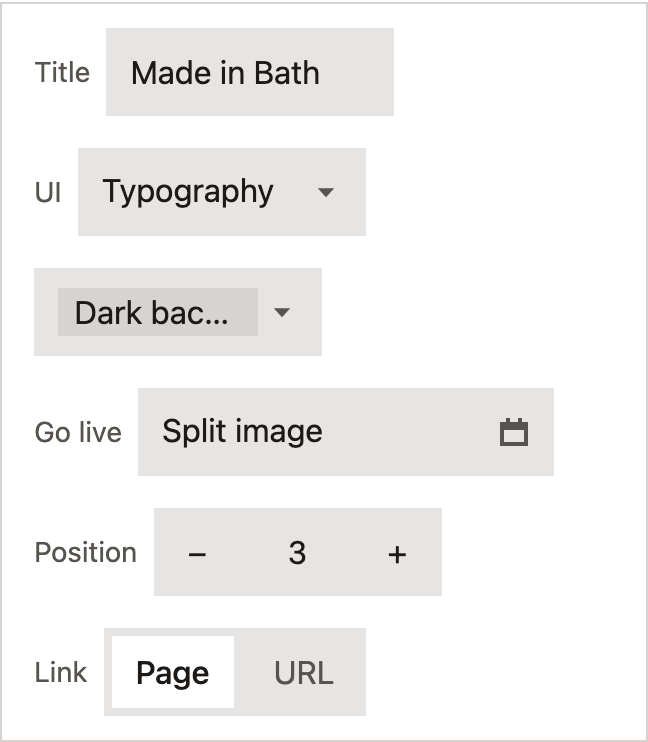 Title Made in Bath
UI Typography
Dark bac...
Go live Split image
Position − 3 +
Link Page URL